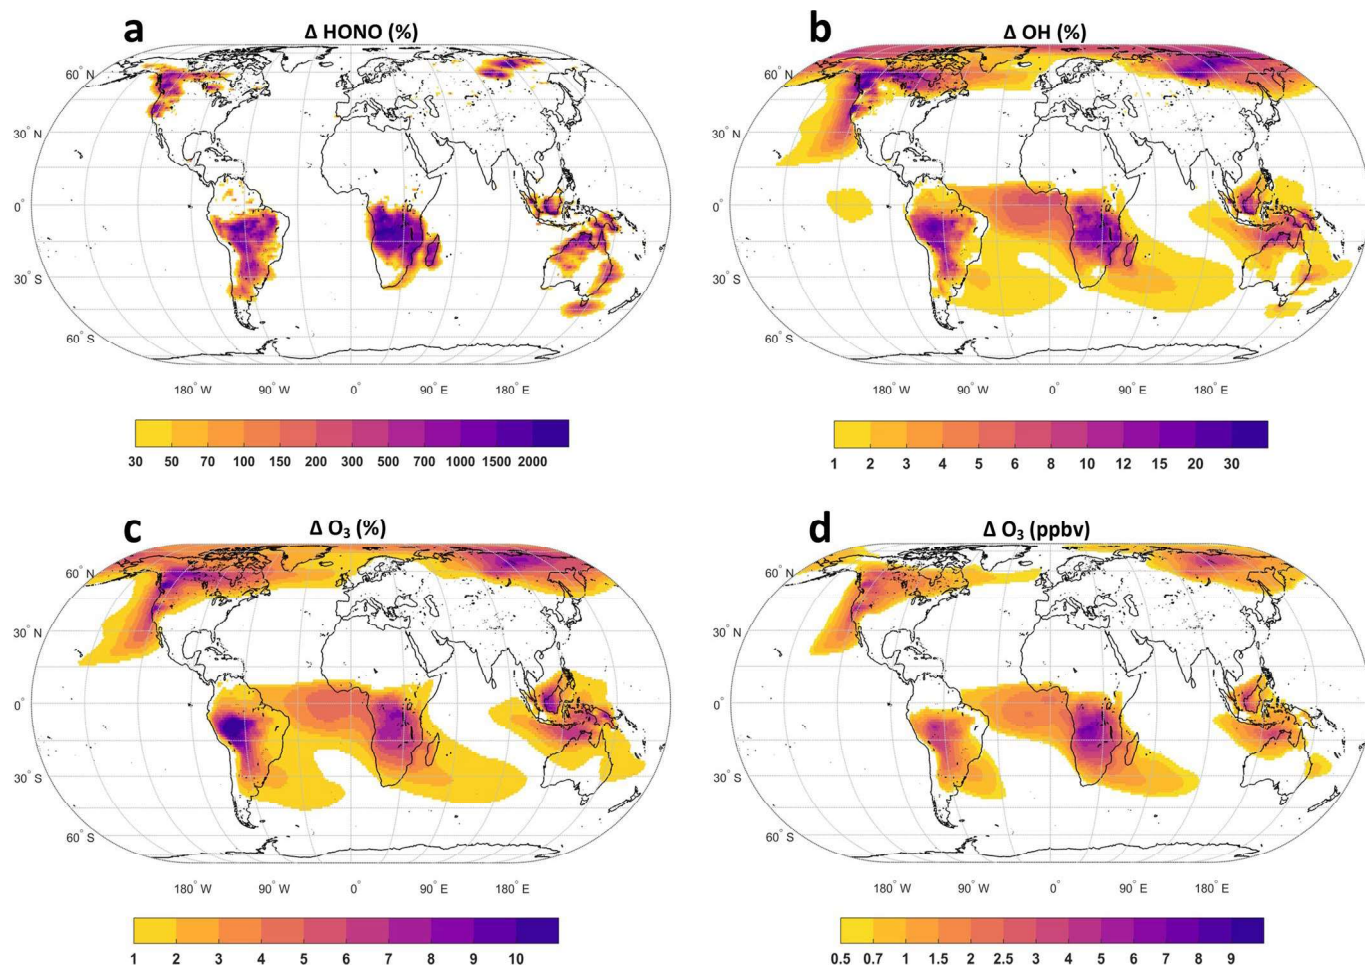 a
Δ HONO (%)
60° N
30° N
0°
30° S
60° S
180° W 90° W 0° 90° E 180° E
30 50 70 100 150 200 300 500 700 1000 1500 2000
b
Δ OH (%)
60° N
30° N
0°
30° S
60° S
180° W 90° W 0° 90° E 180° E
1 2 3 4 5 6 8 10 12 15 20 30
c
Δ O₃ (%)
60° N
30° N
0°
30° S
60° S
180° W 90° W 0° 90° E 180° E
1 2 3 4 5 6 7 8 9 10
d
Δ O₃ (ppbv)
60° N
30° N
0°
30° S
60° S
180° W 90° W 0° 90° E 180° E
0.5 0.7 1 1.5 2 2.5 3 4 5 6 7 8 9